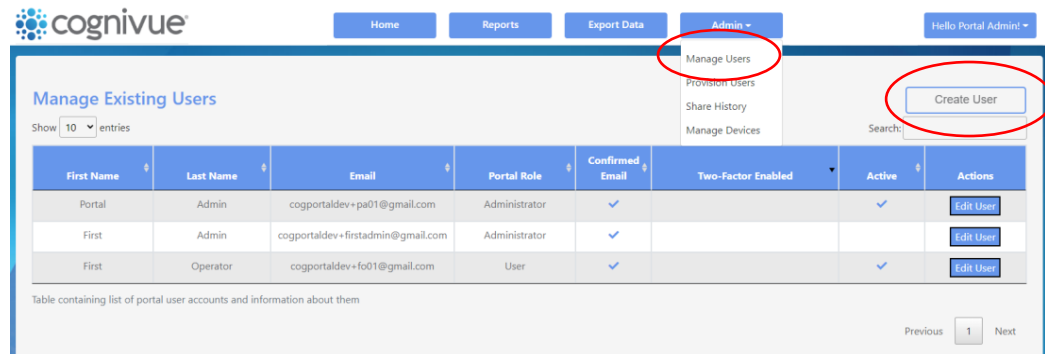 cognivue
Home Reports Export Data Admin Hello Portal Admin!
Manage Users
Provision Users
Share History
Manage Devices
Manage Existing Users
Create User
Show 10 entries
Search:
First Name Last Name Email Portal Role Confirmed Email Two-Factor Enabled Active Actions
Portal Admin cogportaldev+pa01@gmail.com Administrator ✓ ✓ Edit User
First Admin cogportaldev+firstadmin@gmail.com Administrator ✓ Edit User
First Operator cogportaldev+fo01@gmail.com User ✓ ✓ Edit User
Table containing list of portal user accounts and information about them
Previous 1 Next